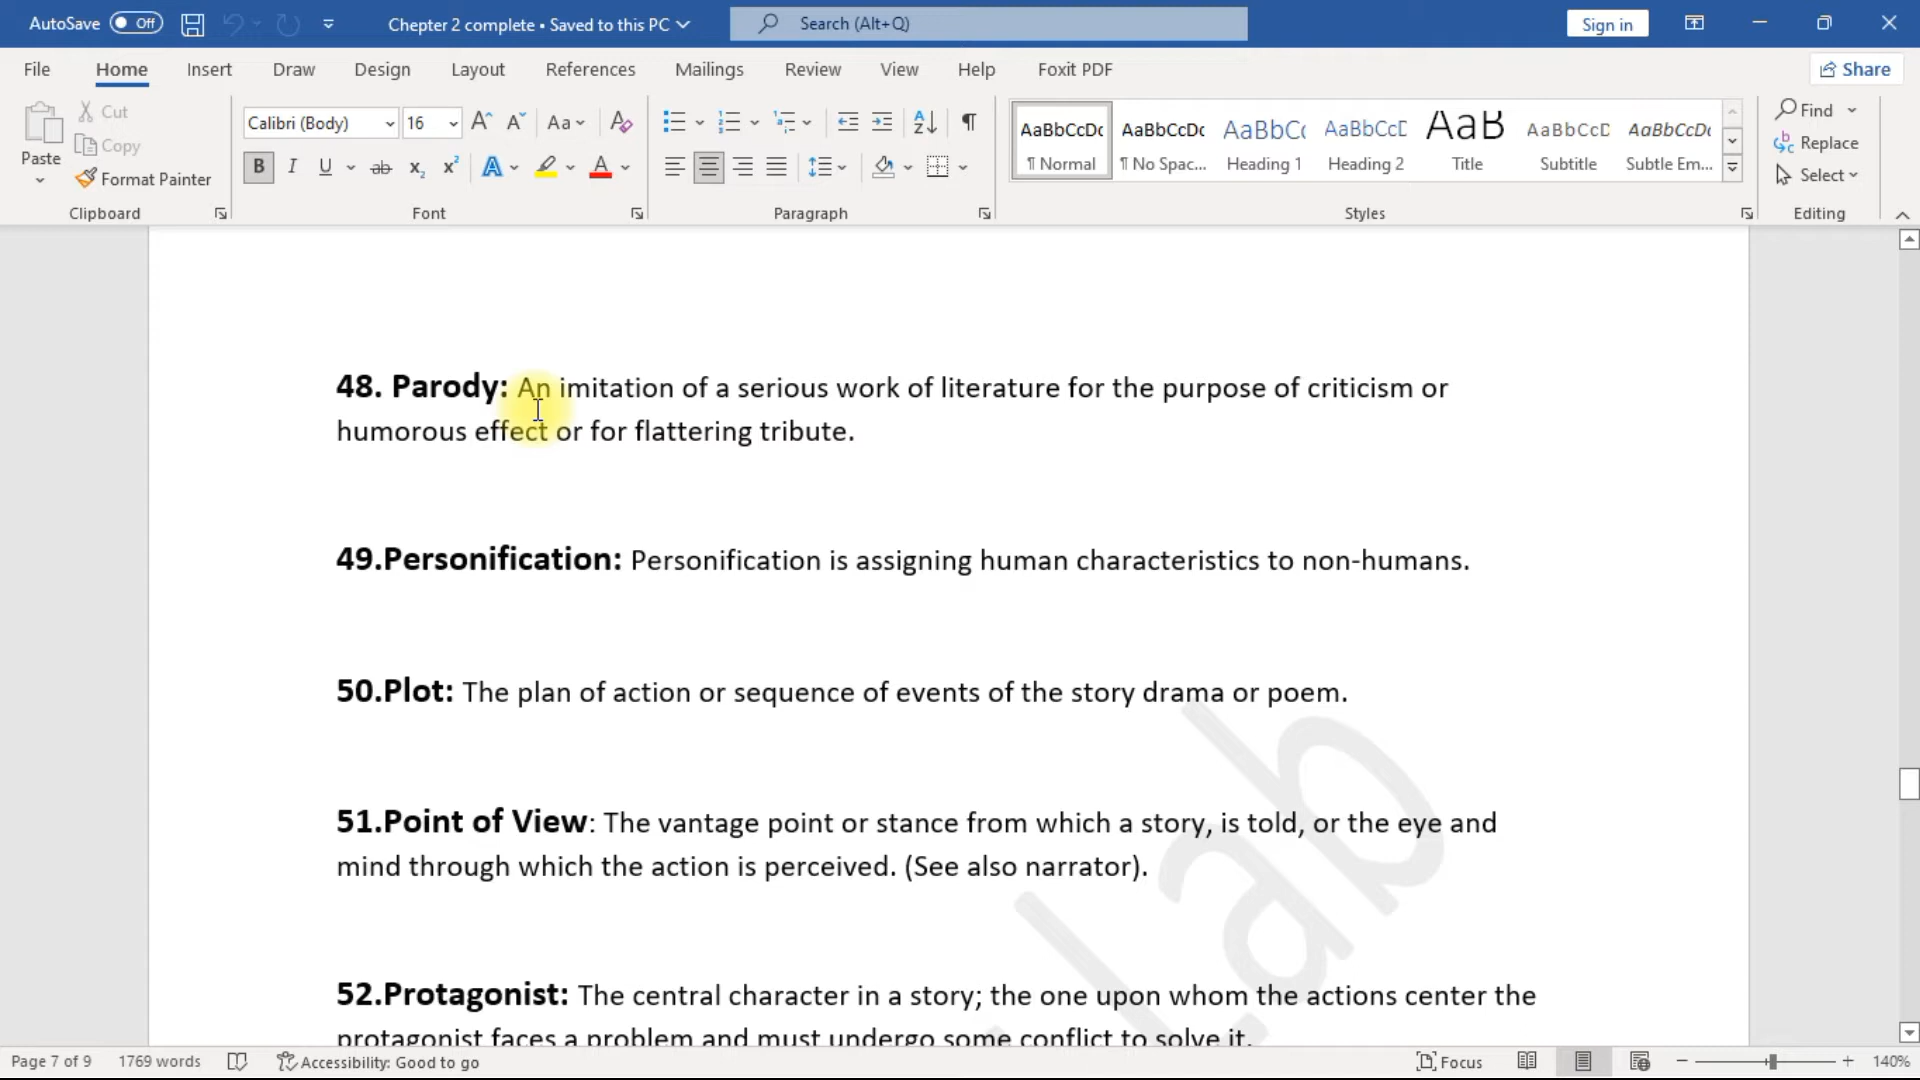 AutoSave Off Chepter 2 complete • Saved to this PC Search (Alt+Q) Sign in
File Home Insert Draw Design Layout References Mailings Review View Help Foxit PDF Share
Paste Cut Copy Format Painter
Calibri (Body) 16 Aa
B I U ab x₂ x² A A
AaBbCcDc AaBbCcDc AaBbCc AaBbCcD AaB AaBbCcD AaBbCcDc
¶ Normal ¶ No Spac... Heading 1 Heading 2 Title Subtitle Subtle Em...
Find Replace Select
Clipboard Font Paragraph Styles Editing
48. Parody: An imitation of a serious work of literature for the purpose of criticism or
humorous effect or for flattering tribute.
49.Personification: Personification is assigning human characteristics to non-humans.
50.Plot: The plan of action or sequence of events of the story drama or poem.
51.Point of View: The vantage point or stance from which a story, is told, or the eye and
mind through which the action is perceived. (See also narrator).
52.Protagonist: The central character in a story; the one upon whom the actions center the
protagonist faces a problem and must undergo some conflict to solve it.
Lab
Page 7 of 9 1769 words Accessibility: Good to go Focus 140%